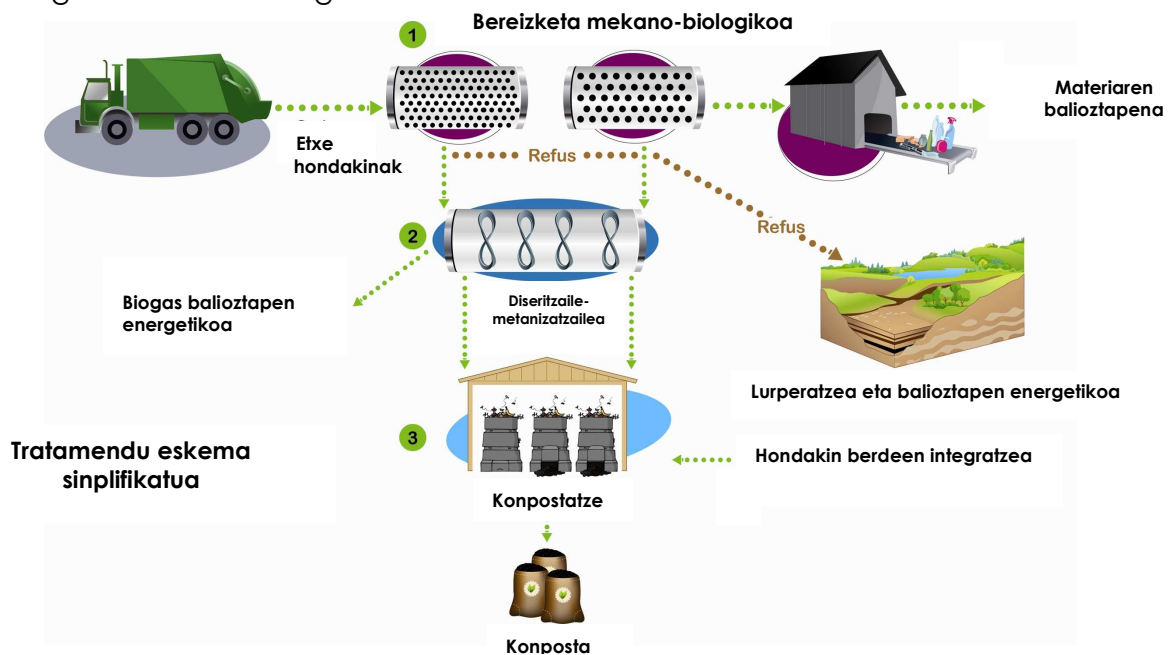 Bereizketa mekano-biologikoa
1
Materiaren
balioztapena
Etxe
hondakinak
Refus
Refus
2
Biogas balioztapen
energetikoa
Diseritzaile-
metanizatzailea
Lurperatzea eta balioztapen energetikoa
3
Tratamendu eskema
sinplifikatua
Hondakin berdeen integratzea
Konpostatze
Konposta